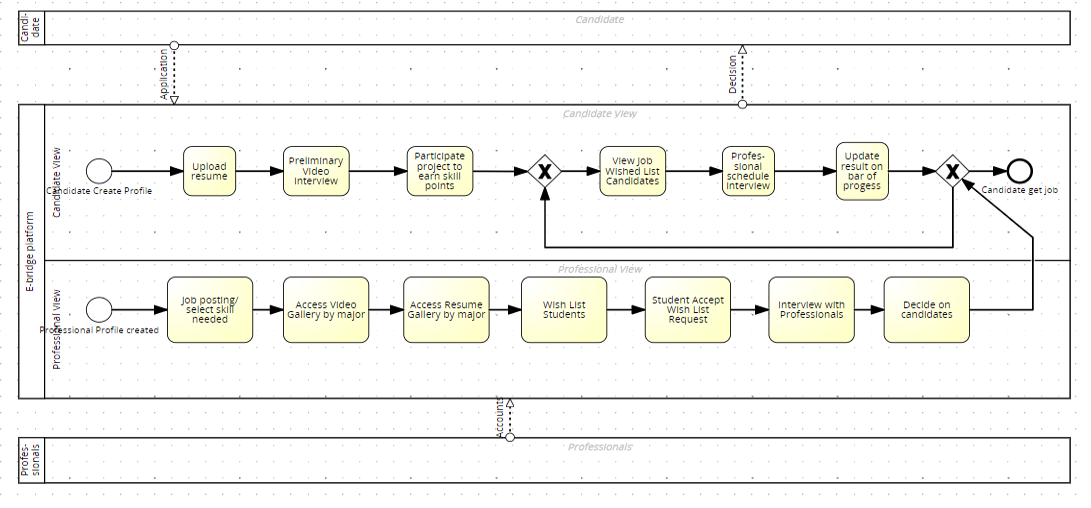 Candi-
date
Candidate
Application
Decision
E-bridge platform
Candidate View
Candidate View
Candidate Create Profile
Upload
resume
Preliminary
Video
Interview
Participate
project to
earn skill
points
View Job
Wished List
Candidates
Profes-
sional
schedule
interview
Update
result on
bar of
progess
Candidate get job
Professional View
Professional View
Professional Profile created
Job posting/
select skill
needed
Access Video
Gallery by major
Access Resume
Gallery by major
Wish List
Students
Student Accept
Wish List
Request
Interview with
Professionals
Decide on
candidates
Accounts
Profes-
sionals
Professionals